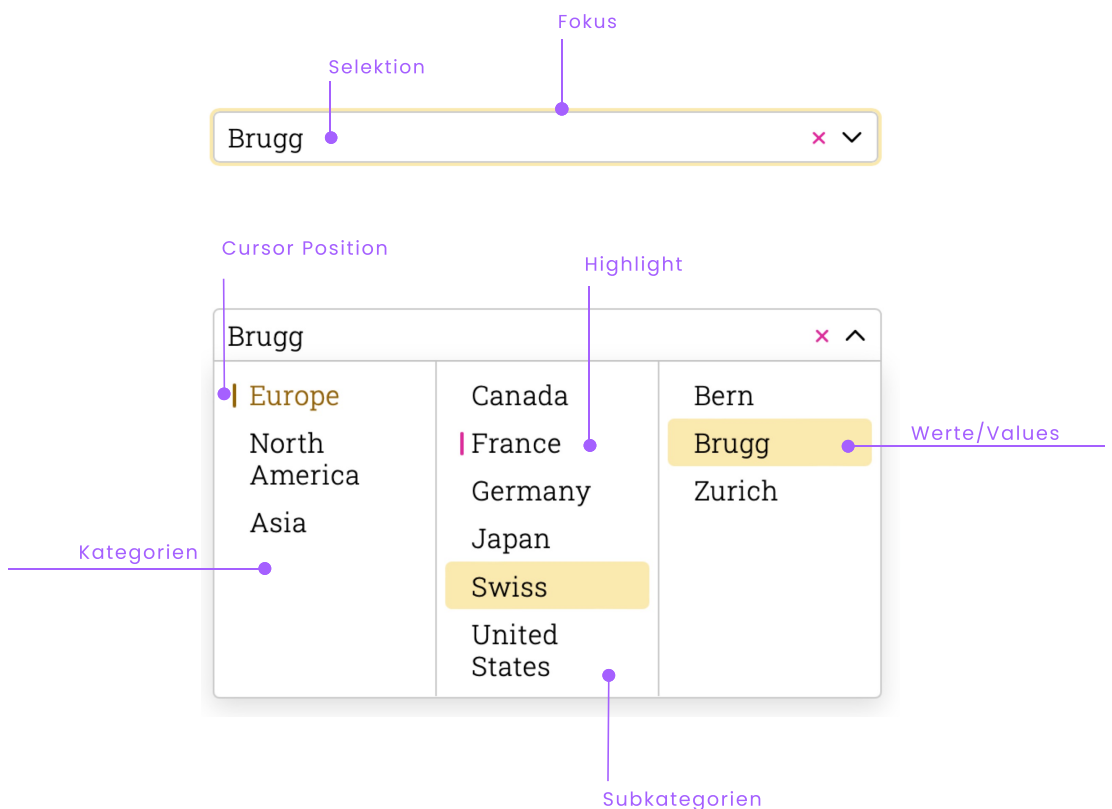 Fokus
Selektion
Brugg
Cursor Position
Highlight
Brugg
Europe
North
America
Asia
Kategorien
Canada
France
Germany
Japan
Swiss
United
States
Subkategorien
Bern
Brugg
Zurich
Werte/Values